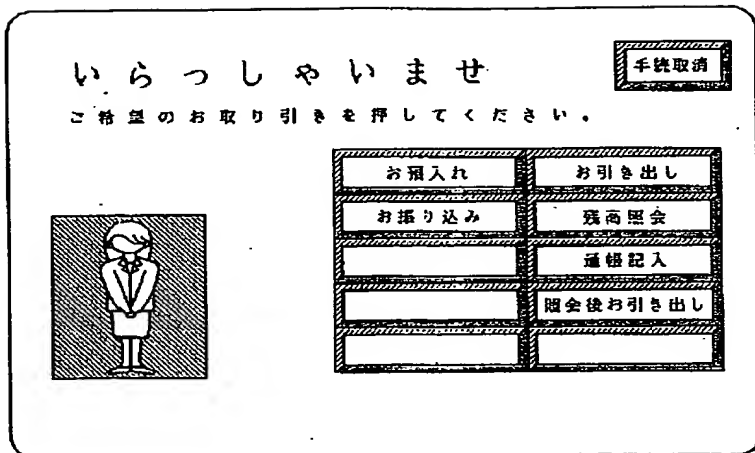 いらっしゃいませ
手続取消
ご希望のお取り引きを押してください。
お預入れ
お引き出し
お振り込み
残高照会
通帳記入
照会後お引き出し